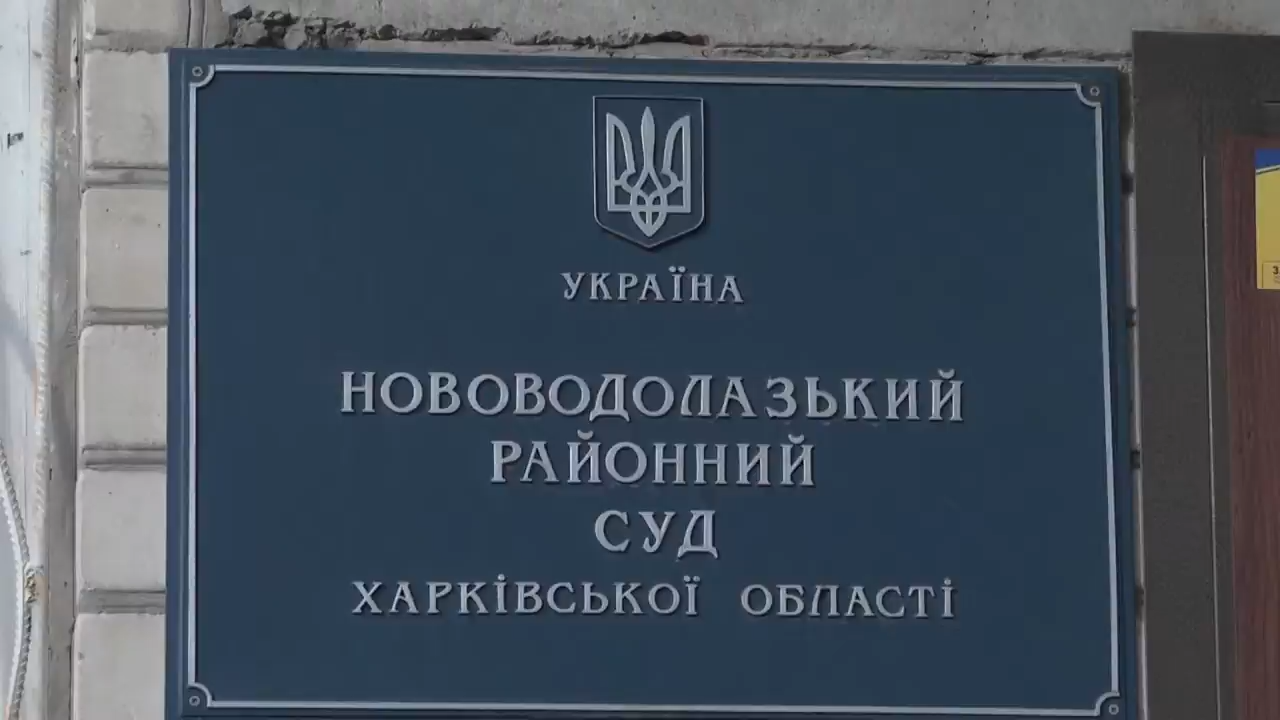 УКРАЇНА
НОВОВОДОЛАЗЬКИЙ
РАЙОННИЙ
СУД
ХАРКІВСЬКОЇ ОБЛАСТІ